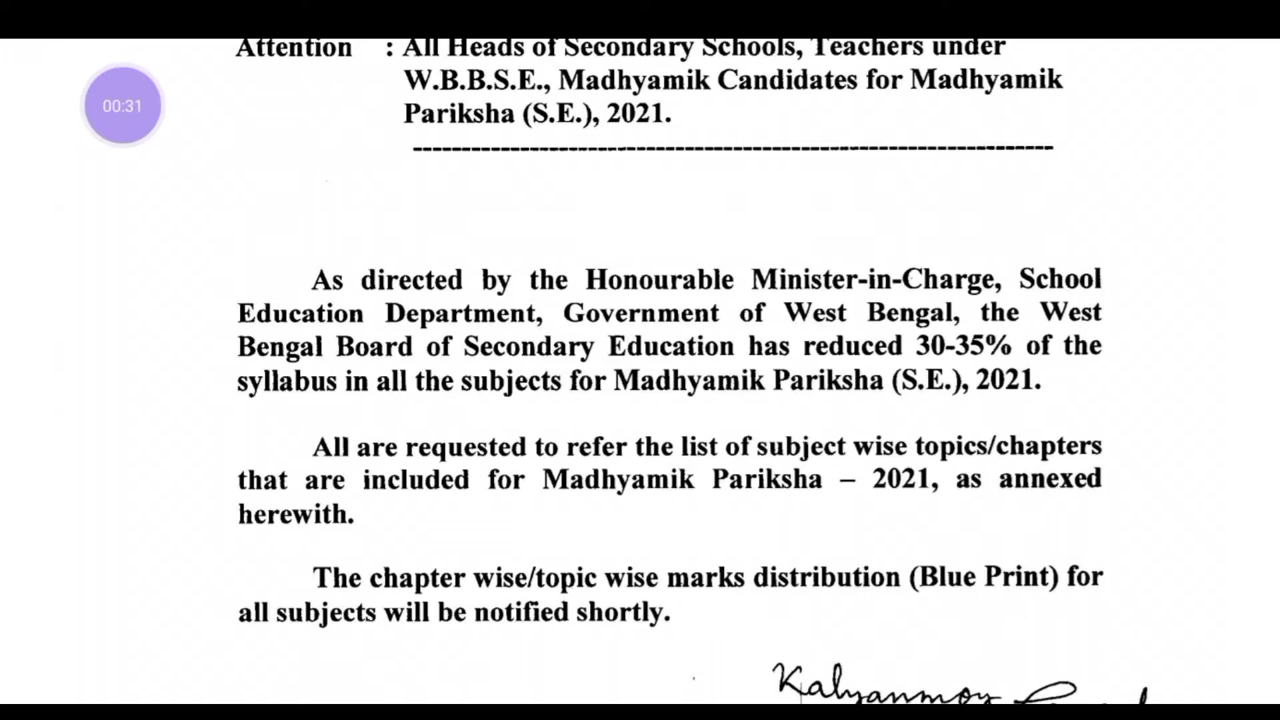 Attention : All Heads of Secondary Schools, Teachers under
W.B.B.S.E., Madhyamik Candidates for Madhyamik
Pariksha (S.E.), 2021.
00:31
As directed by the Honourable Minister-in-Charge, School
Education Department, Government of West Bengal, the West
Bengal Board of Secondary Education has reduced 30-35% of the
syllabus in all the subjects for Madhyamik Pariksha (S.E.), 2021.
All are requested to refer the list of subject wise topics/chapters
that are included for Madhyamik Pariksha – 2021, as annexed
herewith.
The chapter wise/topic wise marks distribution (Blue Print) for
all subjects will be notified shortly.
Kalyanmoy